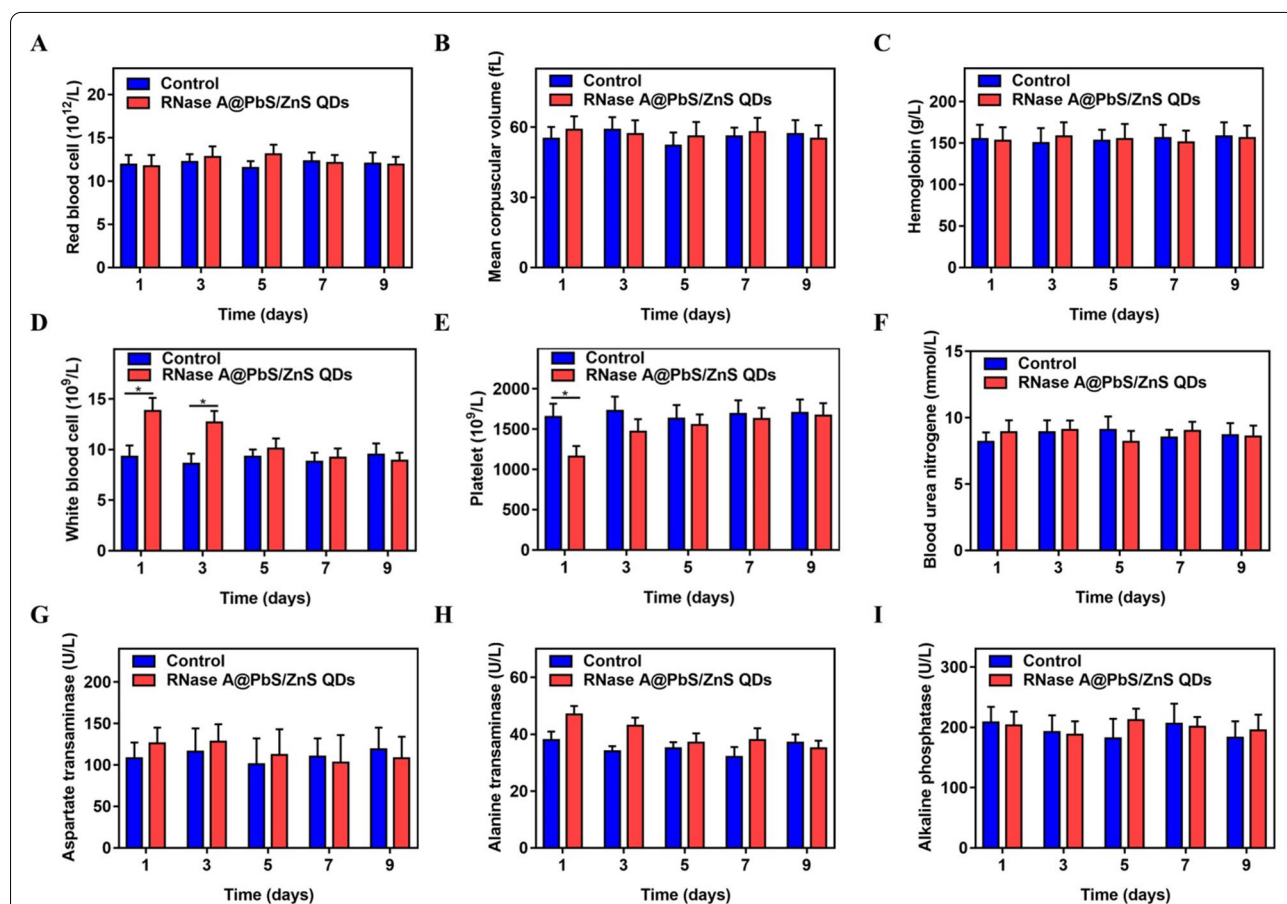 A
Red blood cell (10¹²/L)
Control
RNase A@PbS/ZnS QDs
20
15
10
5
0
1 3 5 7 9
Time (days)
B
Mean corpuscular volume (fL)
Control
RNase A@PbS/ZnS QDs
60
30
0
1 3 5 7 9
Time (days)
C
Hemoglobin (g/L)
Control
RNase A@PbS/ZnS QDs
200
150
100
50
0
1 3 5 7 9
Time (days)
D
White blood cell (10⁹/L)
Control
RNase A@PbS/ZnS QDs
* *
15
10
5
0
1 3 5 7 9
Time (days)
E
Platelet (10⁹/L)
Control
RNase A@PbS/ZnS QDs
*
2000
1500
1000
500
0
1 3 5 7 9
Time (days)
F
Blood urea nitrogene (mmol/L)
Control
RNase A@PbS/ZnS QDs
15
10
5
0
1 3 5 7 9
Time (days)
G
Aspartate transaminase (U/L)
Control
RNase A@PbS/ZnS QDs
200
150
100
50
0
1 3 5 7 9
Time (days)
H
Alanine transaminase (U/L)
Control
RNase A@PbS/ZnS QDs
60
40
20
0
1 3 5 7 9
Time (days)
I
Alkaline phosphatase (U/L)
Control
RNase A@PbS/ZnS QDs
300
200
100
0
1 3 5 7 9
Time (days)